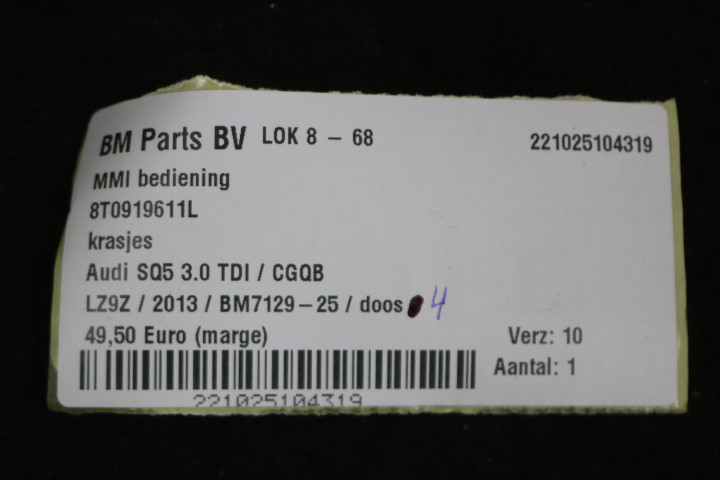 BM Parts BV LOK 8 - 68 221025104319
MMI bediening
8T0919611L
krasjes
Audi SQ5 3.0 TDI / CGQB
LZ9Z / 2013 / BM7129-25 / doos 4
49,50 Euro (marge) Verz: 10
Aantal: 1
221025104319